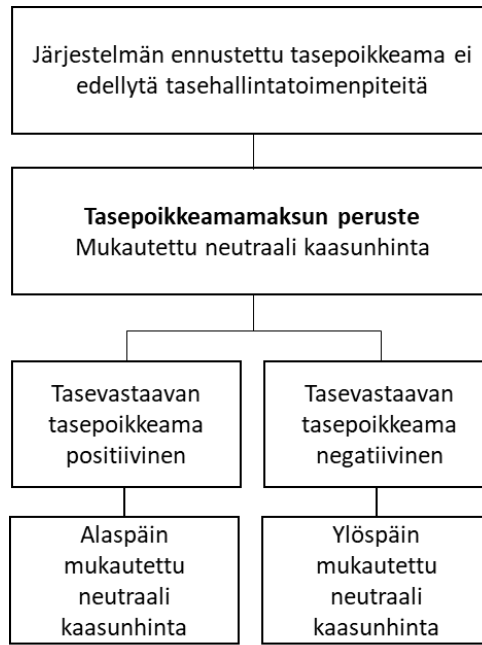 Järjestelmän ennustettu tasepoikkeama ei
edellytä tasehallintatoimenpiteitä
Tasepoikkeamamaksun peruste
Mukautettu neutraali kaasunhinta
Tasevastaavan
tasepoikkeama
positiivinen
Tasevastaavan
tasepoikkeama
negatiivinen
Alaspäin
mukautettu
neutraali
kaasunhinta
Ylöspäin
mukautettu
neutraali
kaasunhinta